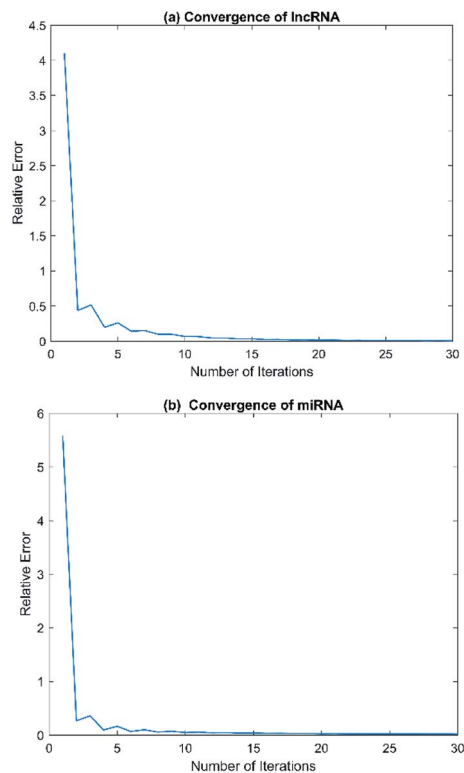 (a) Convergence of lncRNA
4.5
4
3.5
3
2.5
2
1.5
1
0.5
0
Relative Error
0 5 10 15 20 25 30
Number of Iterations
(b) Convergence of miRNA
6
5
4
3
2
1
0
Relative Error
0 5 10 15 20 25 30
Number of Iterations